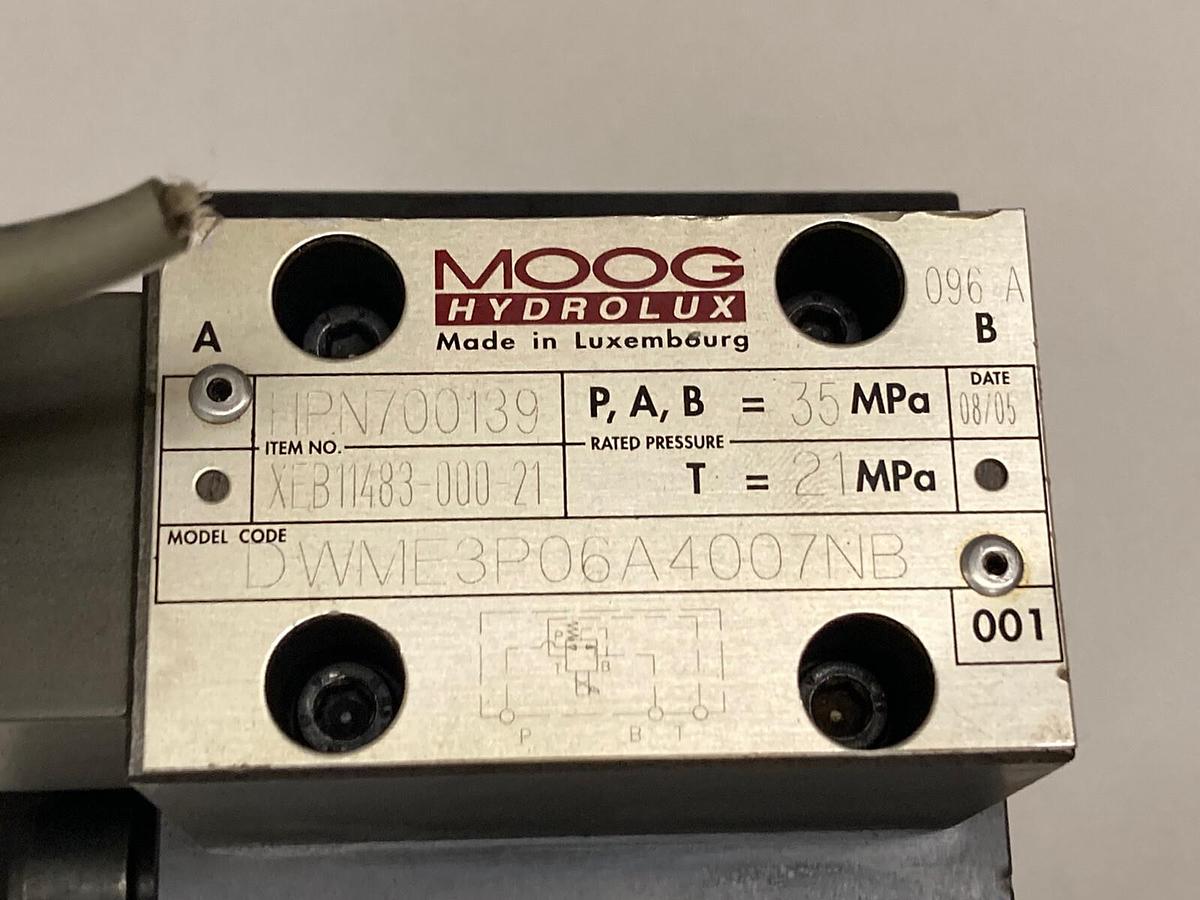 MOOG
HYDROLUX
Made in Luxembourg
096 A
A
B
HPN700139
P, A, B = 35 MPa
DATE
08/05
ITEM NO.
RATED PRESSURE
XEB11483-000-21
T = 21 MPa
MODEL CODE
DWME3P06A4007NB
001
P
T B
P B T